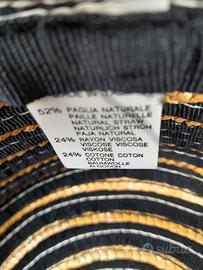 52% PAGLIA NATURALE
PAILLE NATURELLE
NATURAL STRAW
NATÜRLICH STROH
PAJA NATURAL
24% RAYON VISCOSA
VISCOSE VISCOSE
VISKOSE
24% COTONE COTON
COTTON
BAUMWOLLE
ALGODON
subito